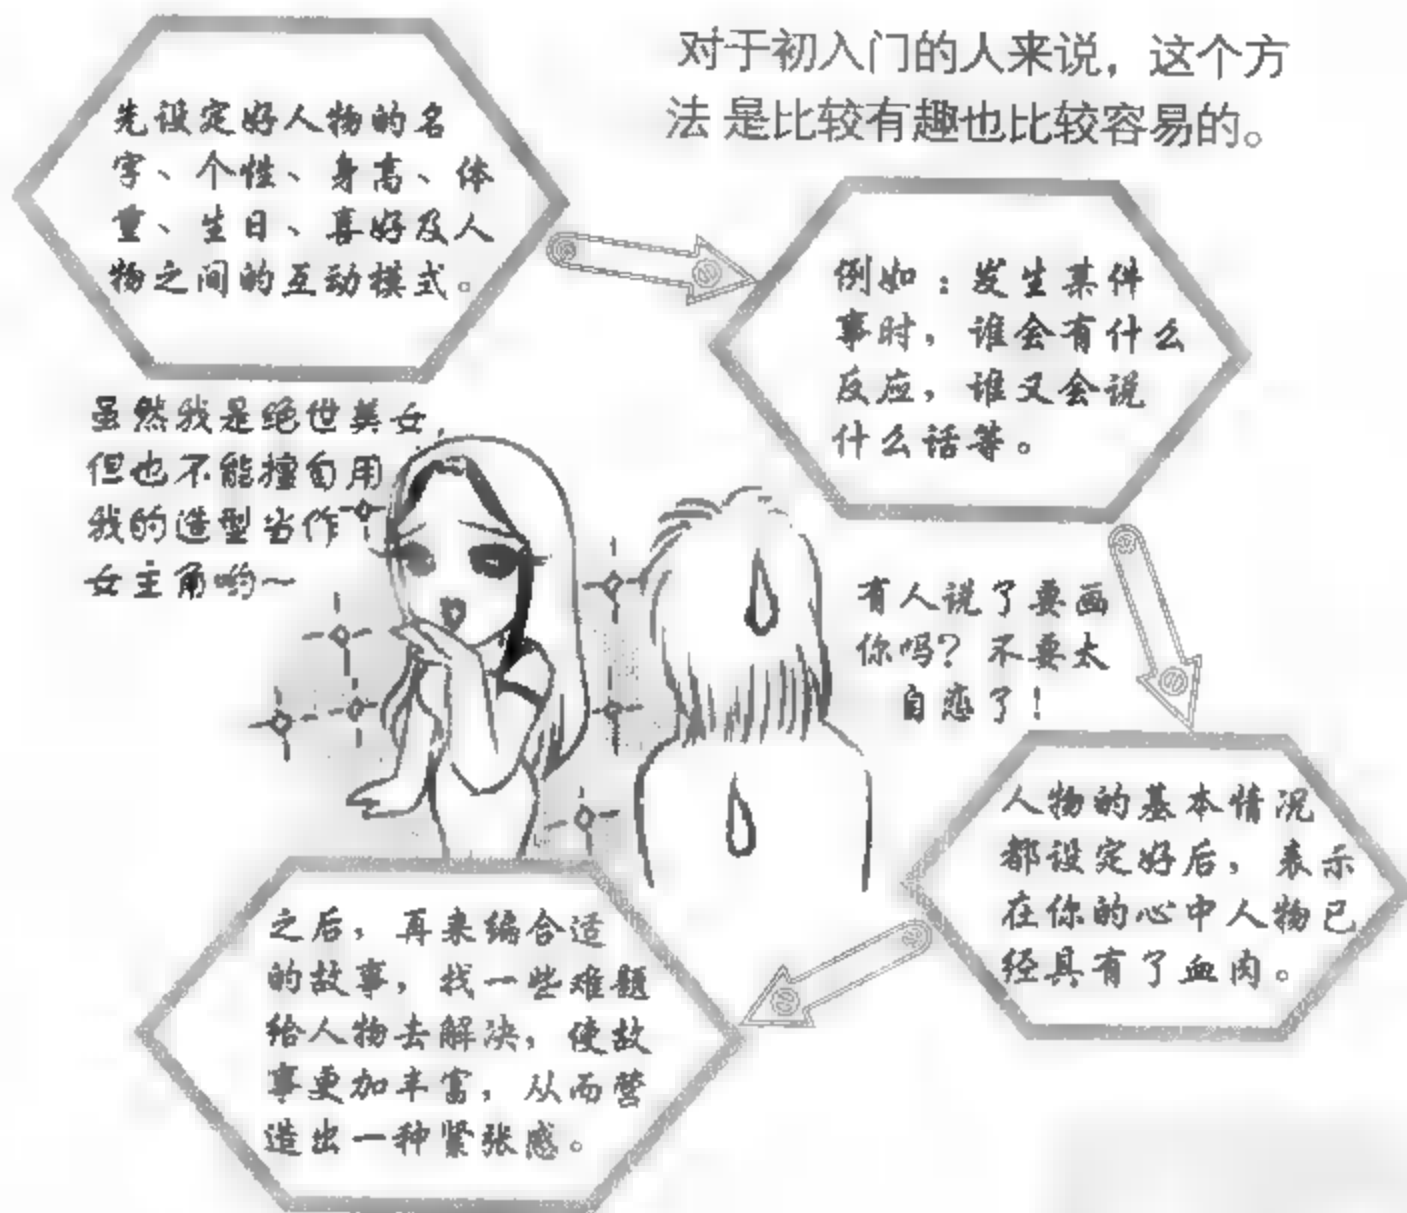 对于初入门的人来说，这个方
法是比较有趣也比较容易的。
先设定好人物的名
字、个性、身高、体
重、生日、喜好及人
物之间的互动模式。
例如：发生某件
事时，谁会有什么
反应，谁又会说
什么话等。
虽然我是绝世美女，
但也不能擅自用
我的造型当作
女主角哟～
有人说了要画
你吗？不要太
自恋了！
人物的基本情况
都设定好后，表示
在你的心中人物已
经具有了血肉。
之后，再来编合适
的故事，找一些难题
给人物去解决，使故
事更加丰富，从而营
造出一种紧张感。